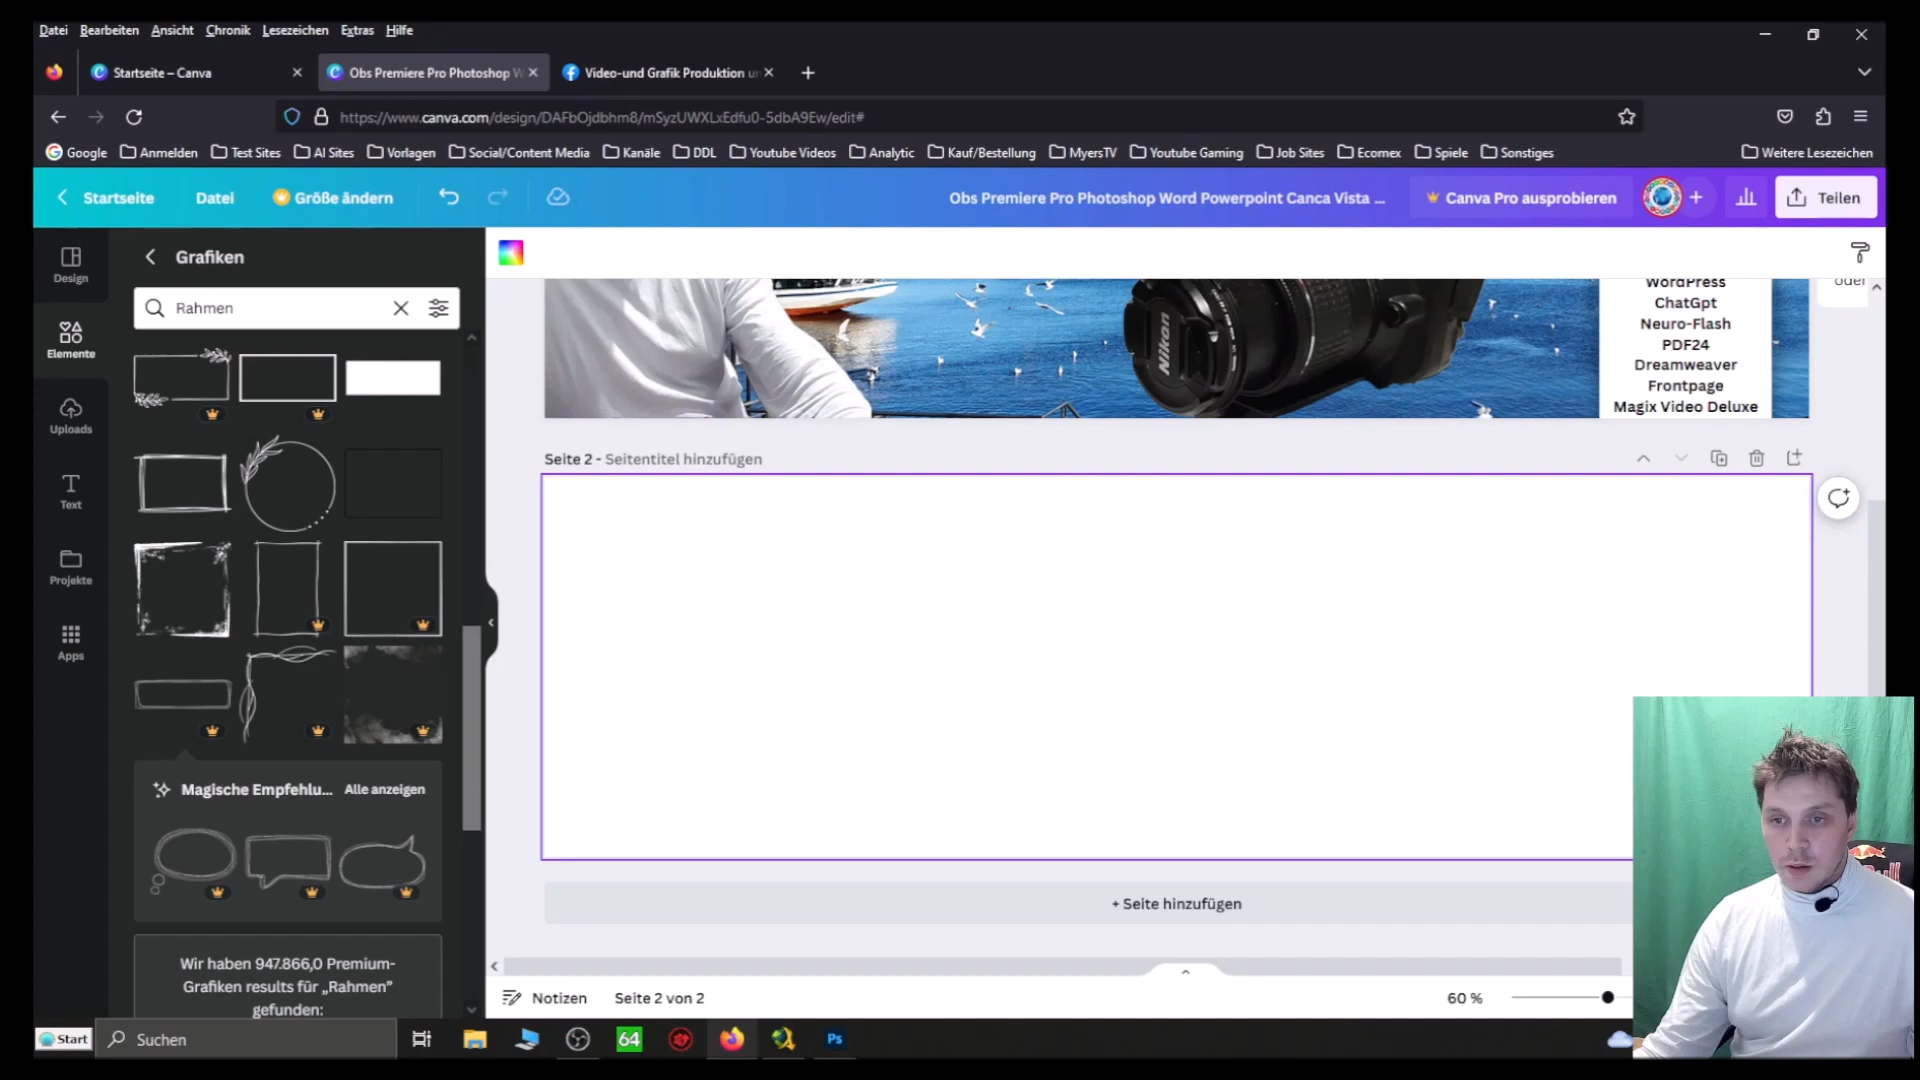 Datei Bearbeiten Ansicht Chronik Lesezeichen Extras Hilfe
Startseite – Canva
Obs Premiere Pro Photoshop W
Video-und Grafik Produktion u
https://www.canva.com/design/DAFbOjdbhm8/mSyzUWXLxEdfu0-5dbA9Ew/edit#
Google Anmelden Test Sites AI Sites Vorlagen Social/Content Media Kanäle DDL Youtube Videos Analytic Kauf/Bestellung MyersTV Youtube Gaming Job Sites Ecomex Spiele Sonstiges Weitere Lesezeichen
Startseite Datei Größe ändern Obs Premiere Pro Photoshop Word Powerpoint Canca Vista ... Canva Pro ausprobieren Teilen
Design
Elemente
Uploads
Text
Projekte
Apps
Grafiken
Rahmen
Magische Empfehlu... Alle anzeigen
Wir haben 947.866,0 Premium-
Grafiken results für „Rahmen”
gefunden:
Nikon
WordPress
ChatGpt
Neuro-Flash
PDF24
Dreamweaver
Frontpage
Magix Video Deluxe
oder
Seite 2 - Seitentitel hinzufügen
+ Seite hinzufügen
Notizen Seite 2 von 2 60 %
Start Suchen 64 Ps